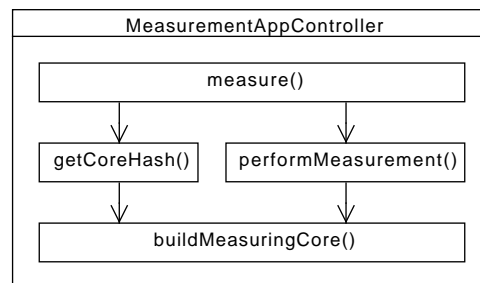 MeasurementAppController
measure()
getCoreHash()
performMeasurement()
buildMeasuringCore()